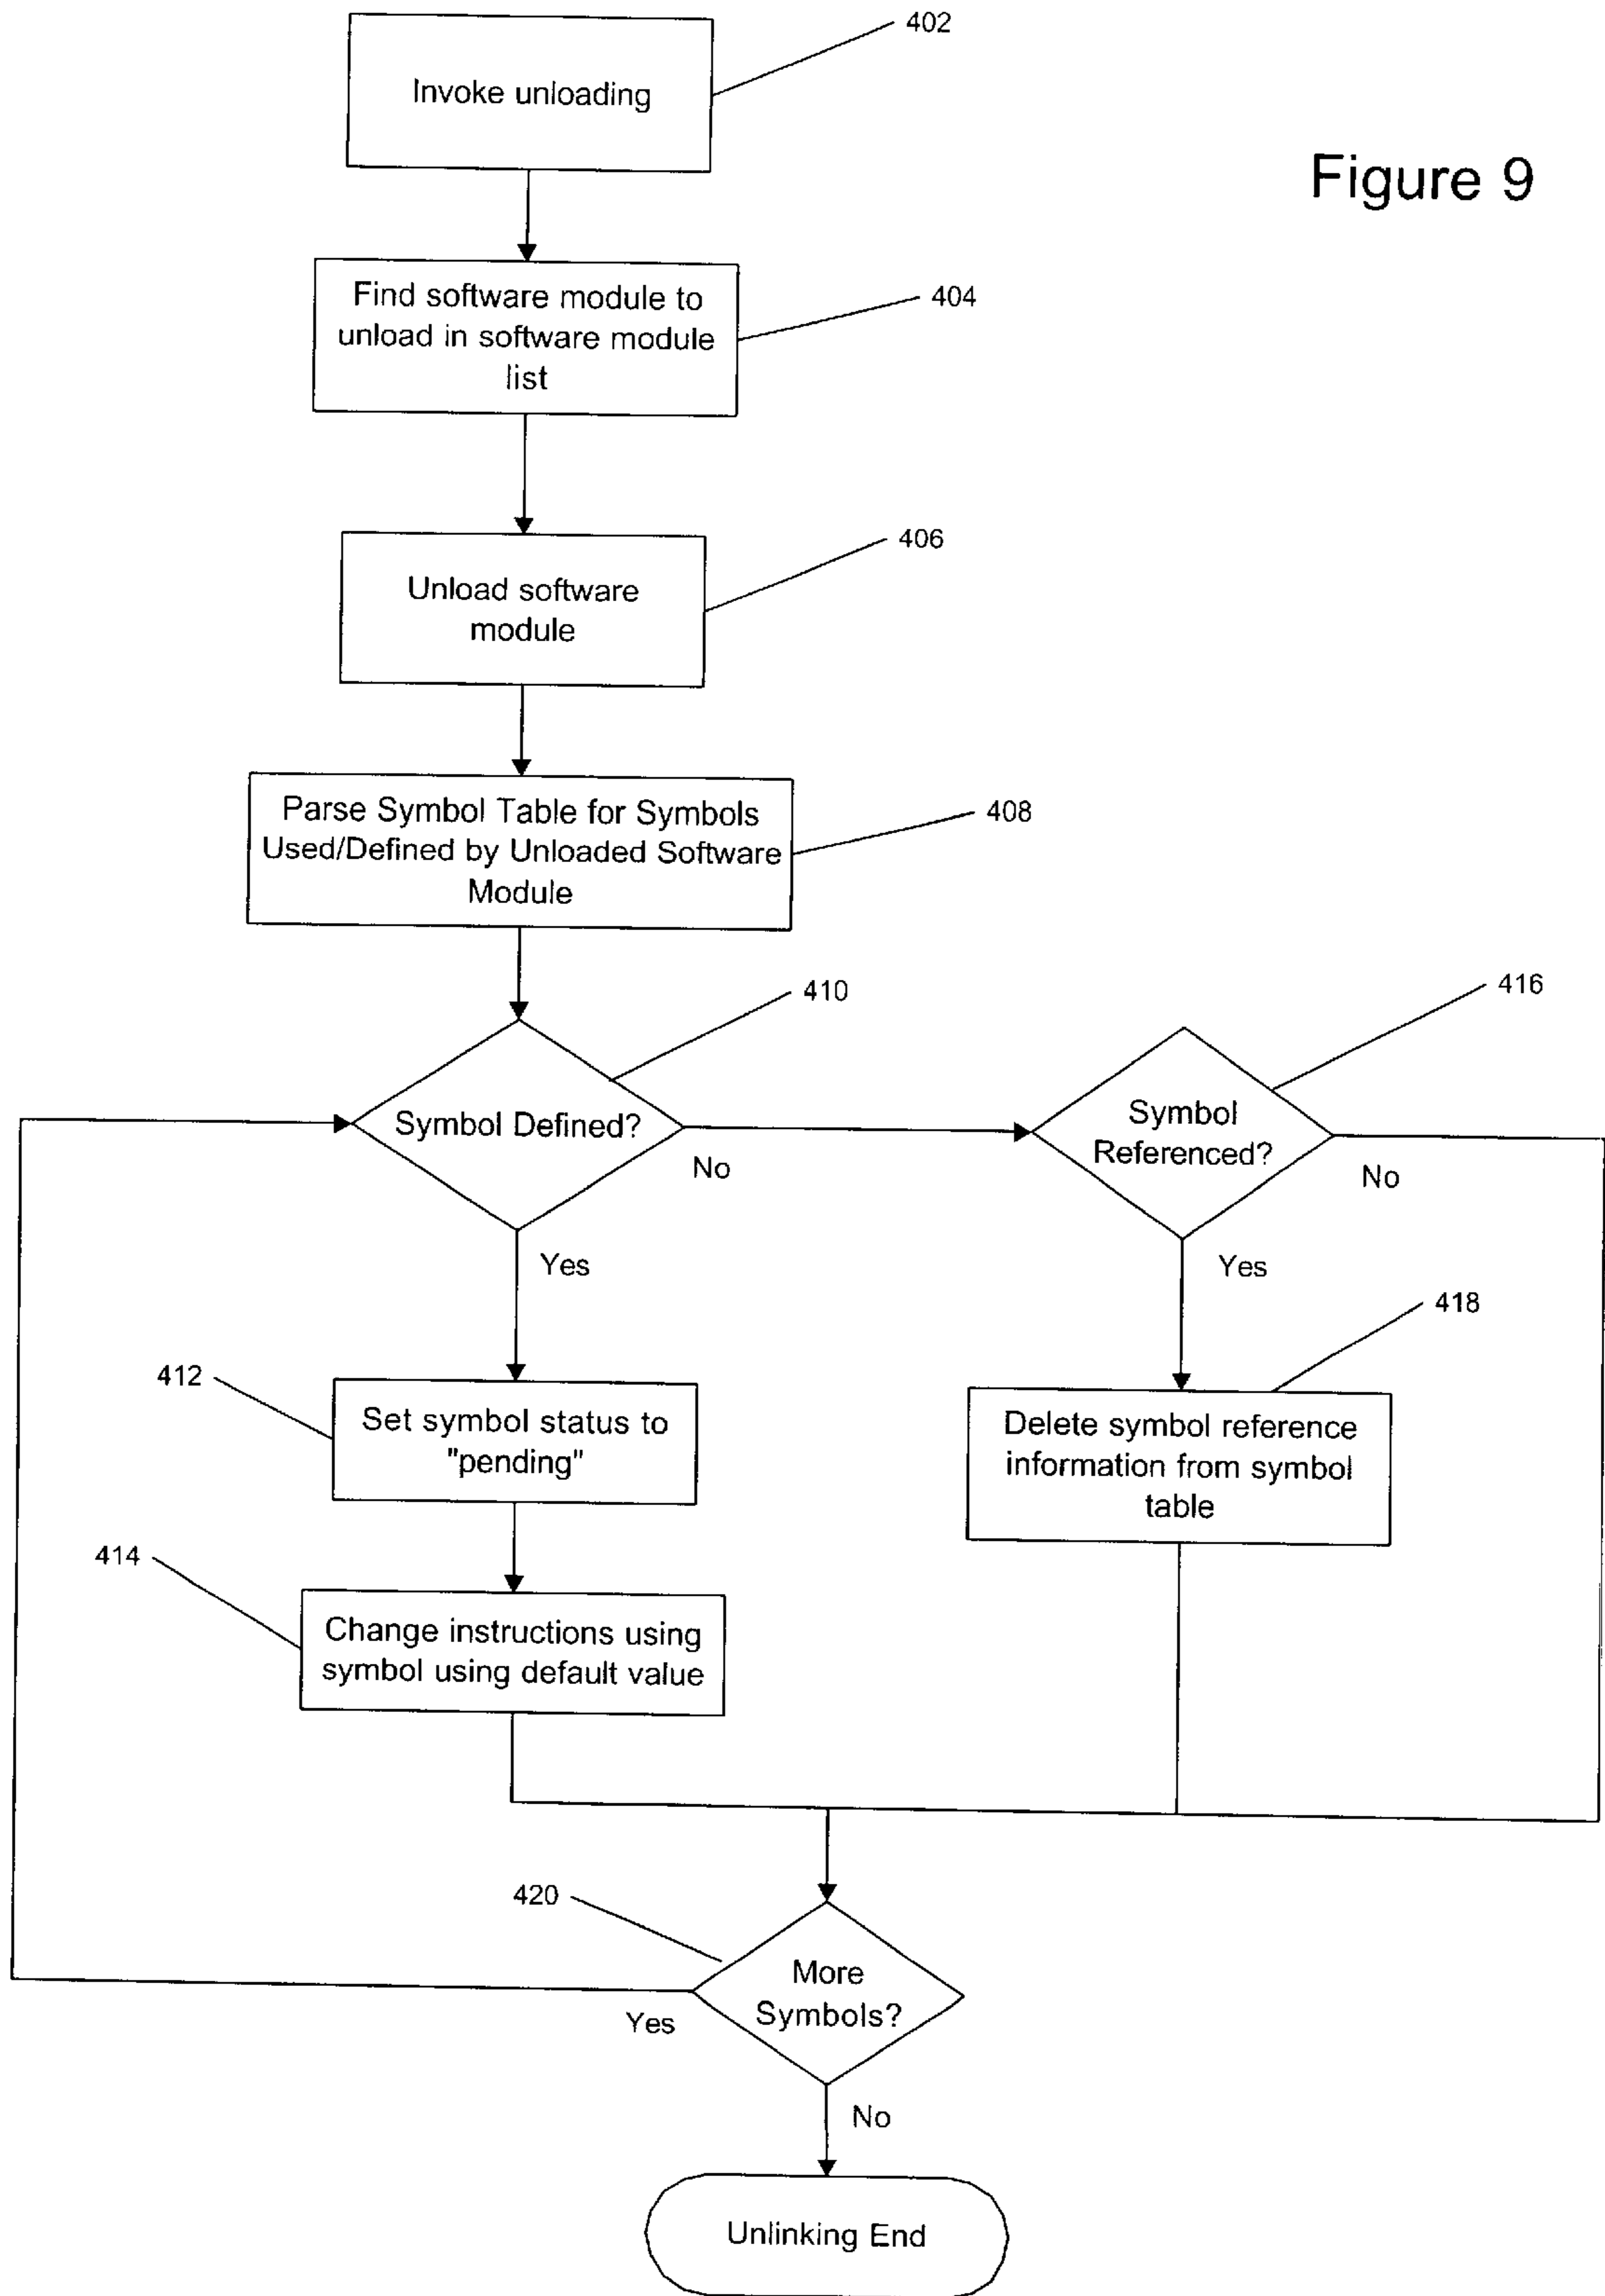 402
Invoke unloading
Figure 9
404
Find software module to
unload in software module
list
406
Unload software
module
408
Parse Symbol Table for Symbols
Used/Defined by Unloaded Software
Module
410
416
Symbol Defined?
No
Symbol
Referenced?
No
Yes
Yes
412
Set symbol status to
"pending"
418
Delete symbol reference
information from symbol
table
414
Change instructions using
symbol using default value
420
More
Symbols?
Yes
No
Unlinking End